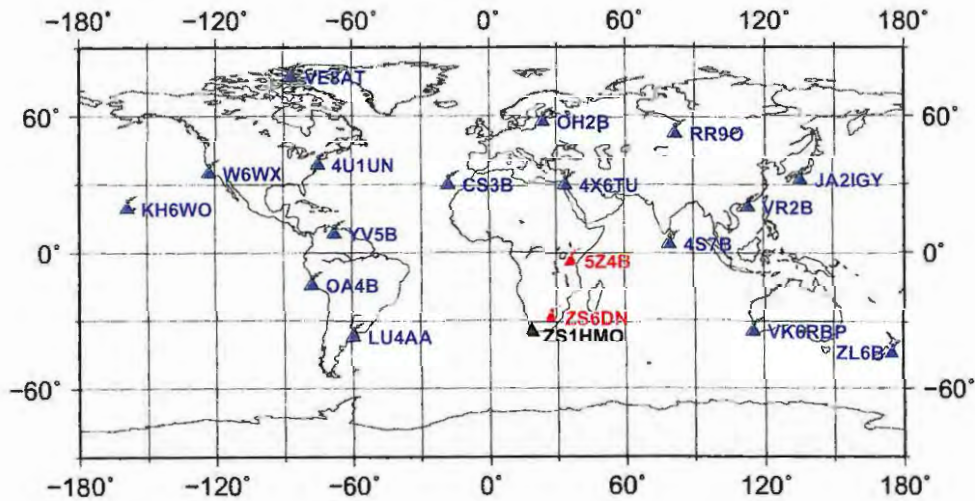 −180° −120° −60° 0° 60° 120° 180°
VE8AT
60° 60°
OH2B
RR9O
4U1UN
W6WX
CS3B
4X6TU
JA2IGY
KH6WO
VR2B
YV5B
4S7B
0° 0°
5Z4B
OA4B
ZS6DN
LU4AA
ZS1HMO
VK6RBP
ZL6B
−60° −60°
−180° −120° −60° 0° 60° 120° 180°